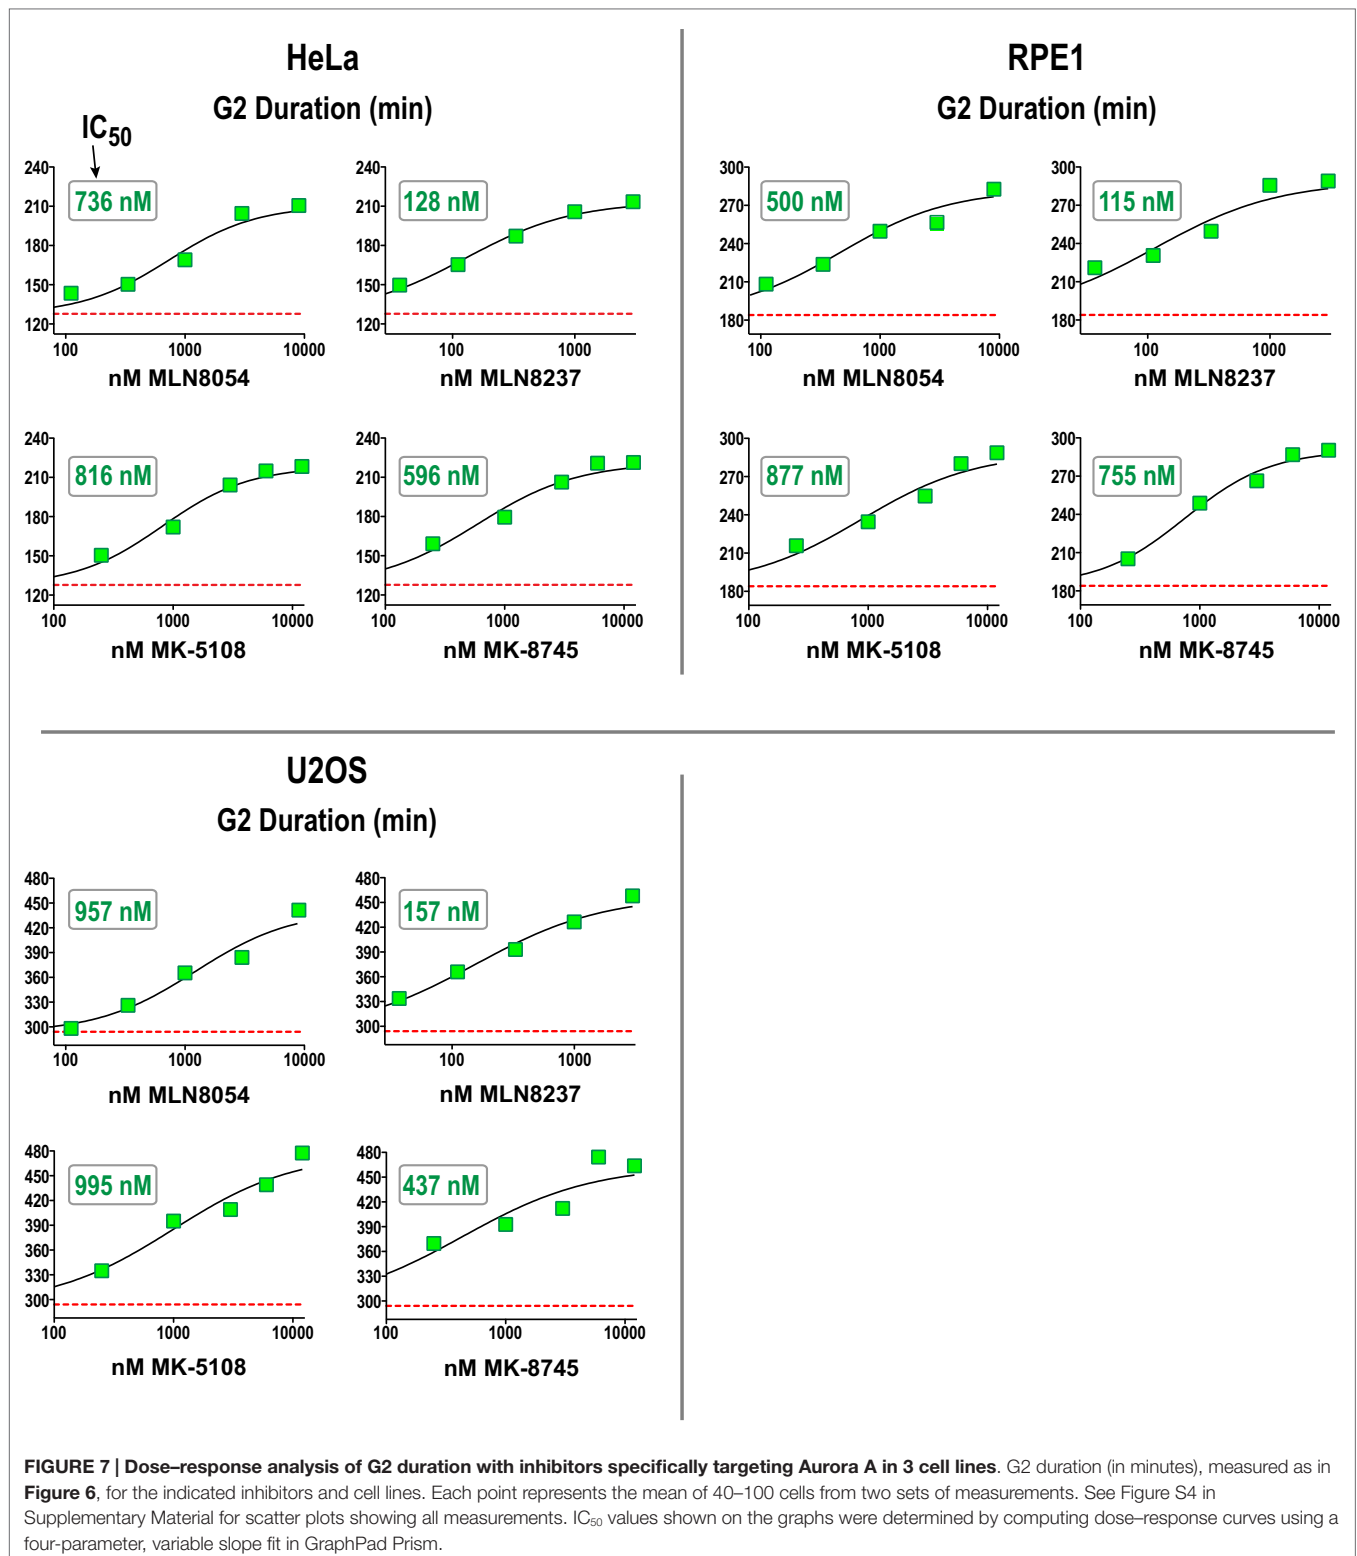 HeLa
G2 Duration (min)
IC50
240
210
180
150
120
736 nM
100 1000 10000
nM MLN8054
240
210
180
150
120
128 nM
100 1000
nM MLN8237
240
210
180
150
120
816 nM
100 1000 10000
nM MK-5108
240
210
180
150
120
596 nM
100 1000 10000
nM MK-8745
RPE1
G2 Duration (min)
300
270
240
210
180
500 nM
100 1000 10000
nM MLN8054
300
270
240
210
180
115 nM
100 1000
nM MLN8237
300
270
240
210
180
877 nM
100 1000 10000
nM MK-5108
300
270
240
210
180
755 nM
100 1000 10000
nM MK-8745
U2OS
G2 Duration (min)
480
450
420
390
360
330
300
957 nM
100 1000 10000
nM MLN8054
480
450
420
390
360
330
300
157 nM
100 1000
nM MLN8237
480
450
420
390
360
330
300
995 nM
100 1000 10000
nM MK-5108
480
450
420
390
360
330
300
437 nM
100 1000 10000
nM MK-8745
FIGURE 7 | Dose–response analysis of G2 duration with inhibitors specifically targeting Aurora A in 3 cell lines. G2 duration (in minutes), measured as in
Figure 6, for the indicated inhibitors and cell lines. Each point represents the mean of 40–100 cells from two sets of measurements. See Figure S4 in
Supplementary Material for scatter plots showing all measurements. IC50 values shown on the graphs were determined by computing dose–response curves using a
four-parameter, variable slope fit in GraphPad Prism.